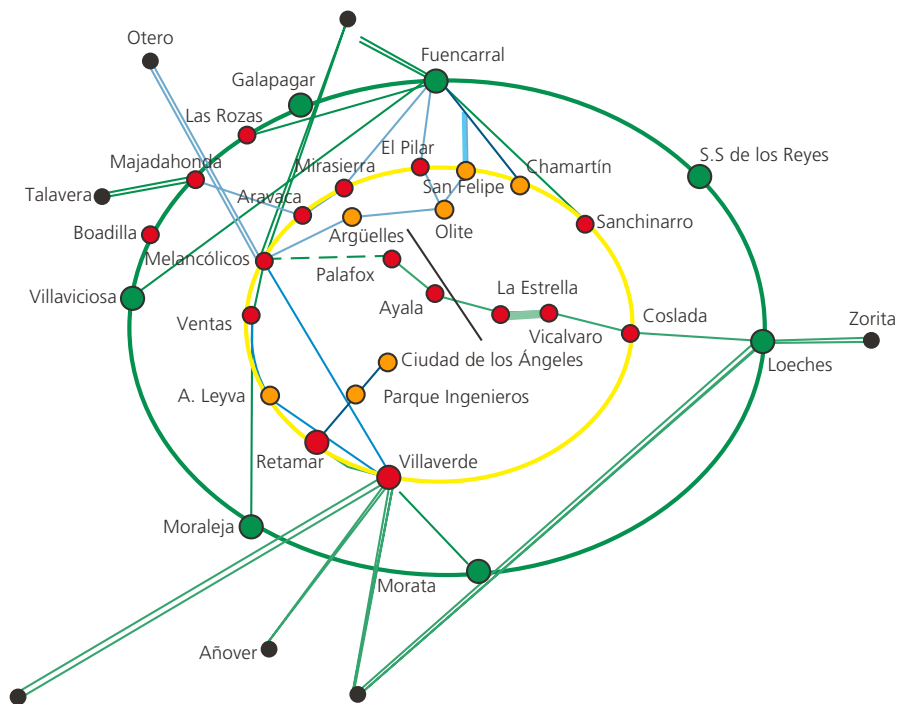 Otero
Fuencarral
Galapagar
Las Rozas
El Pilar
Mirasierra
Chamartín
S.S de los Reyes
Majadahonda
San Felipe
Talavera
Aravaca
Sanchinarro
Boadilla
Argüelles
Olite
Melancólicos
Palafox
La Estrella
Villaviciosa
Ayala
Ventas
Vicalvaro
Coslada
Zorita
Loeches
Ciudad de los Ángeles
A. Leyva
Parque Ingenieros
Retamar
Villaverde
Moraleja
Morata
Añover